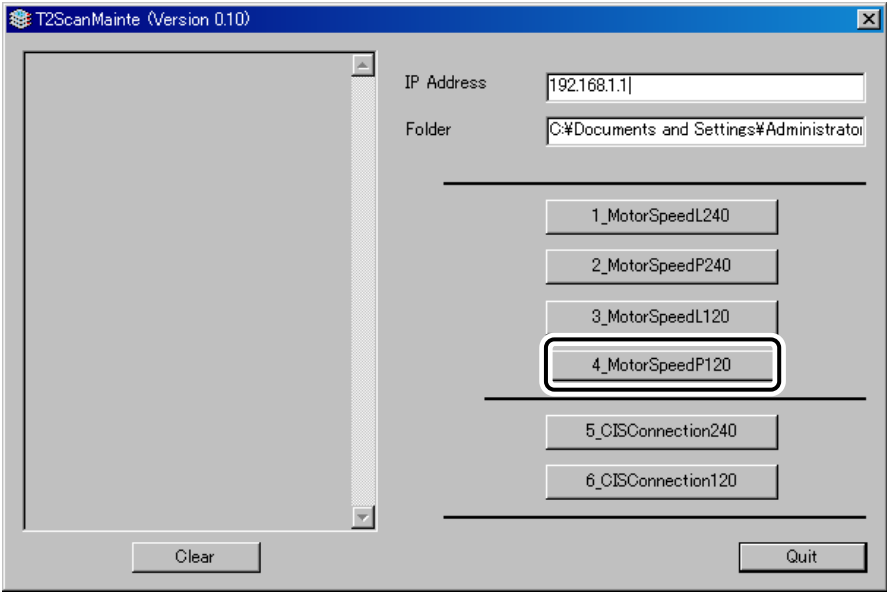 T2ScanMainte (Version 0.10)
IP Address
192.168.1.1
Folder
C:¥Documents and Settings¥Administrator
1_MotorSpeedL240
2_MotorSpeedP240
3_MotorSpeedL120
4_MotorSpeedP120
5_CISConnection240
6_CISConnection120
Clear
Quit